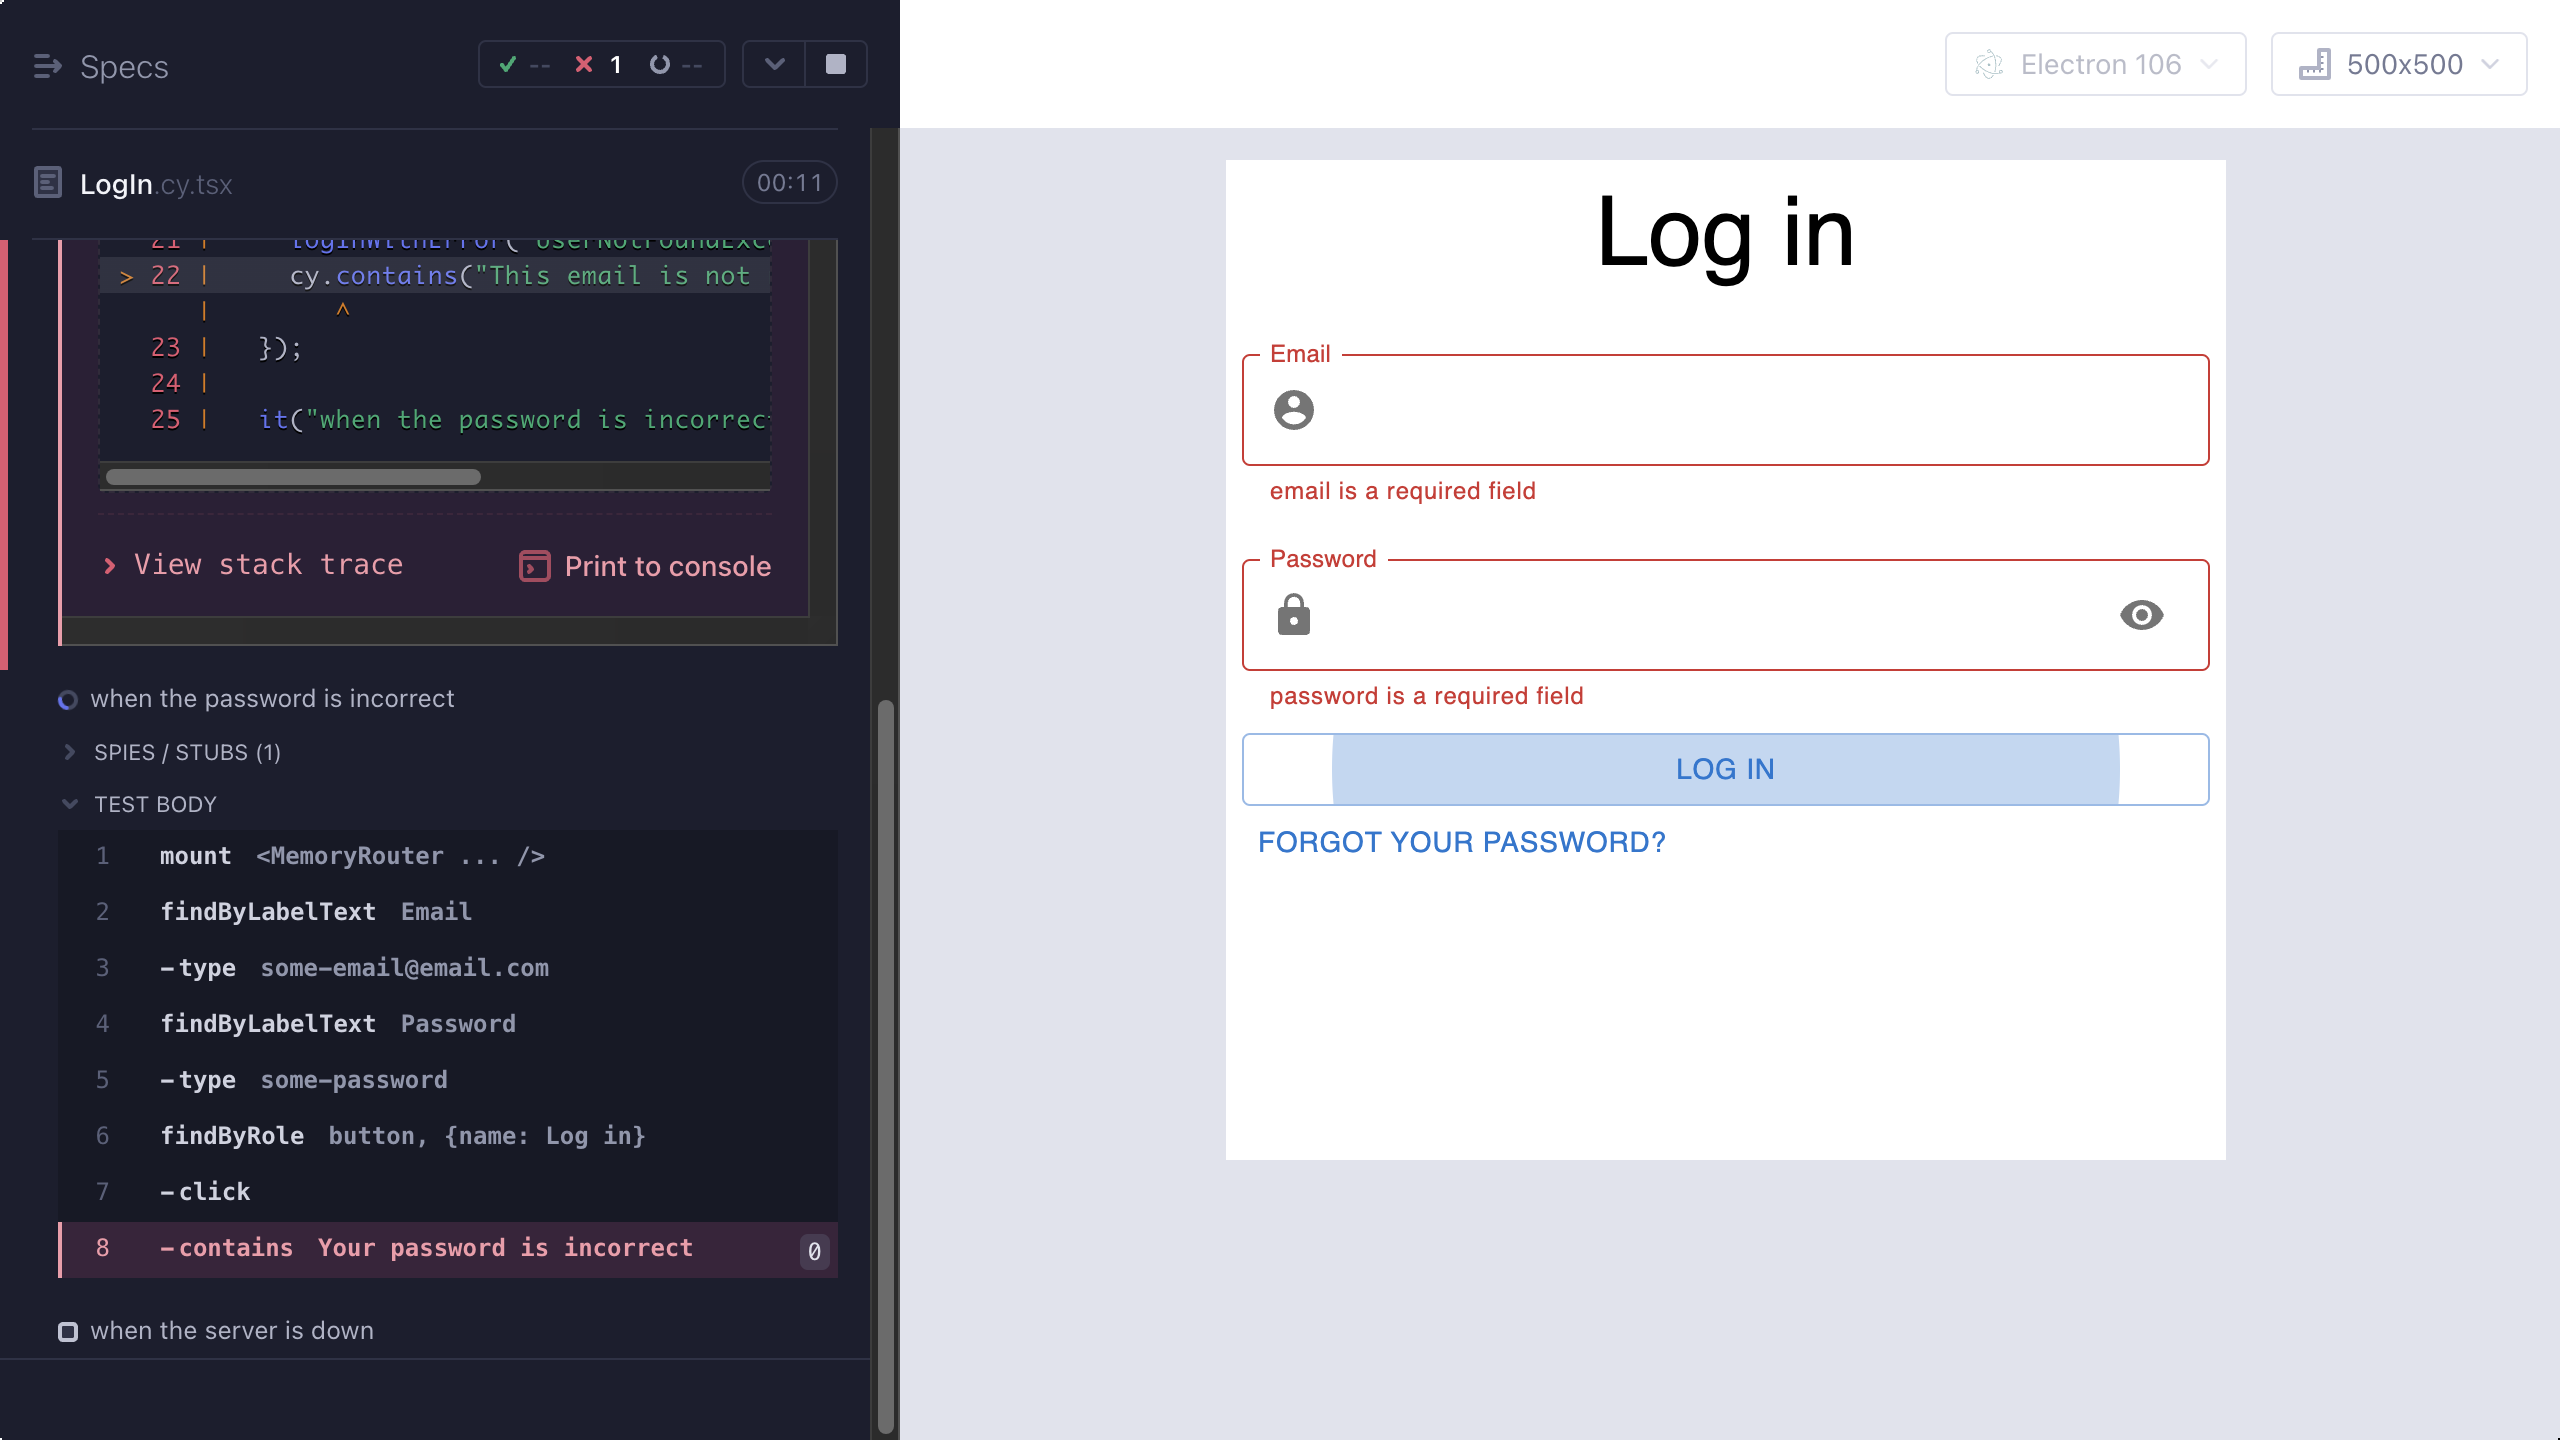 Specs
-- 1 --
Electron 106
500x500
LogIn.cy.tsx
00:11
21 | loginWithError("UserNotFoundExc
> 22 | cy.contains("This email is not
| ^
23 | });
24 |
25 | it("when the password is incorrec
View stack trace
Print to console
when the password is incorrect
SPIES / STUBS (1)
TEST BODY
1 mount <MemoryRouter ... />
2 findByLabelText Email
3 -type some-email@email.com
4 findByLabelText Password
5 -type some-password
6 findByRole button, {name: Log in}
7 -click
8 -contains Your password is incorrect 0
when the server is down
Log in
Email
email is a required field
Password
password is a required field
LOG IN
FORGOT YOUR PASSWORD?